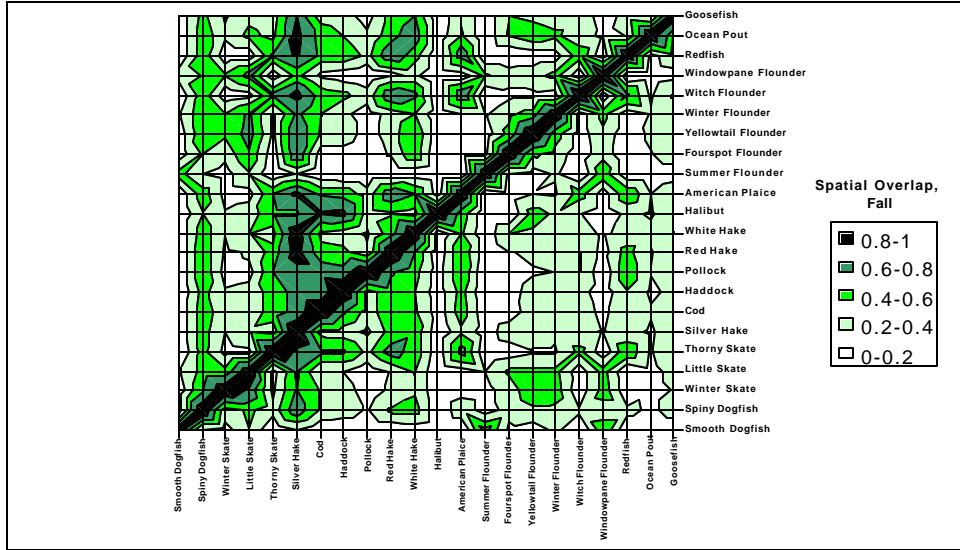 Goosefish
Ocean Pout
Redfish
Windowpane Flounder
Witch Flounder
Winter Flounder
Yellowtail Flounder
Fourspot Flounder
Summer Flounder
American Plaice
Halibut
White Hake
Red Hake
Pollock
Haddock
Cod
Silver Hake
Thorny Skate
Little Skate
Winter Skate
Spiny Dogfish
Smooth Dogfish
Spatial Overlap,
Fall
0.8-1
0.6-0.8
0.4-0.6
0.2-0.4
0-0.2
Smooth Dogfish
Spiny Dogfish
Winter Skate
Little Skate
Thorny Skate
Silver Hake
Cod
Haddock
Pollock
Red Hake
White Hake
Halibut
American Plaice
Summer Flounder
Fourspot Flounder
Yellowtail Flounder
Winter Flounder
Witch Flounder
Windowpane Flounder
Redfish
Ocean Pout
Goosefish